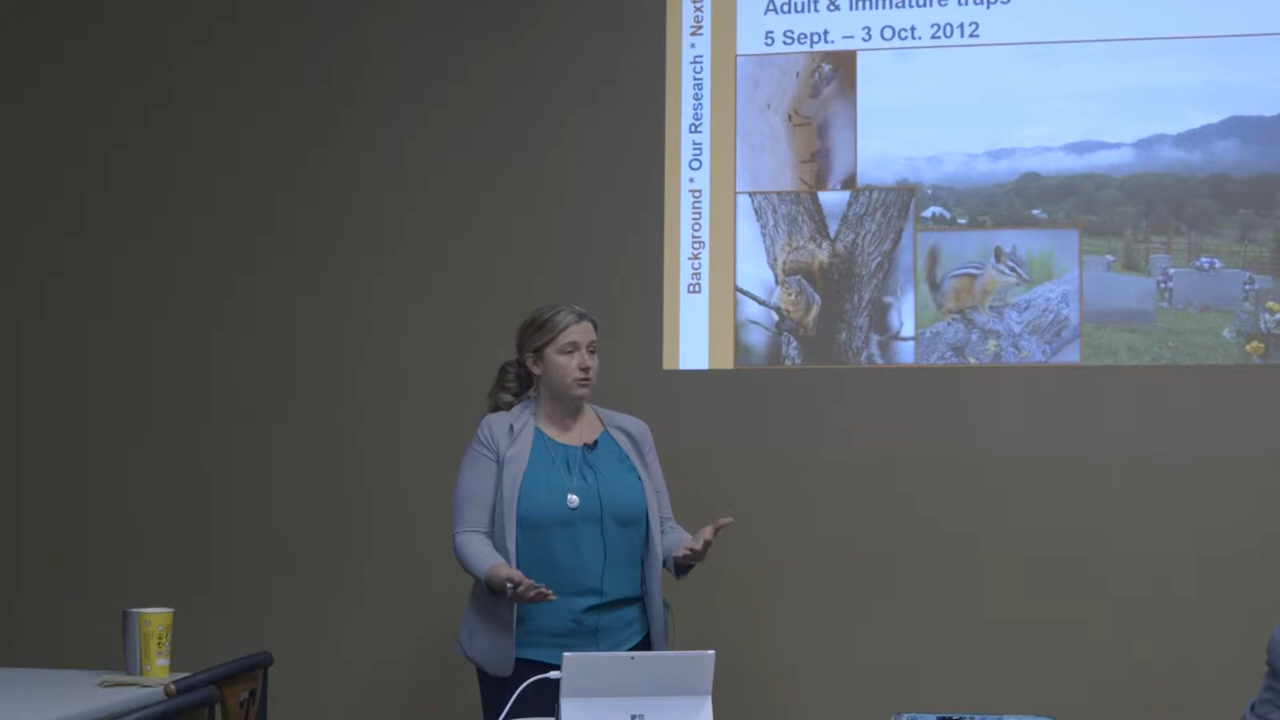 Adult & Immature traps
5 Sept. – 3 Oct. 2012
Background * Our Research * Next